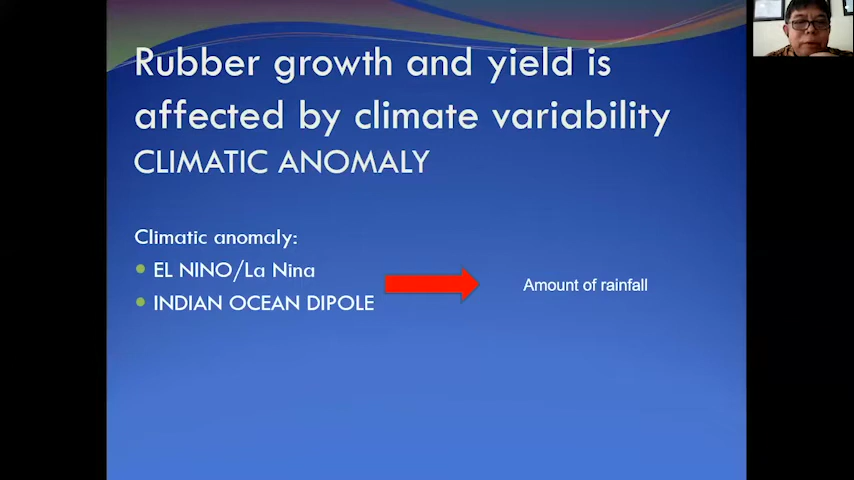 Rubber growth and yield is
affected by climate variability
CLIMATIC ANOMALY
Climatic anomaly:
EL NINO/La Nina
INDIAN OCEAN DIPOLE
Amount of rainfall